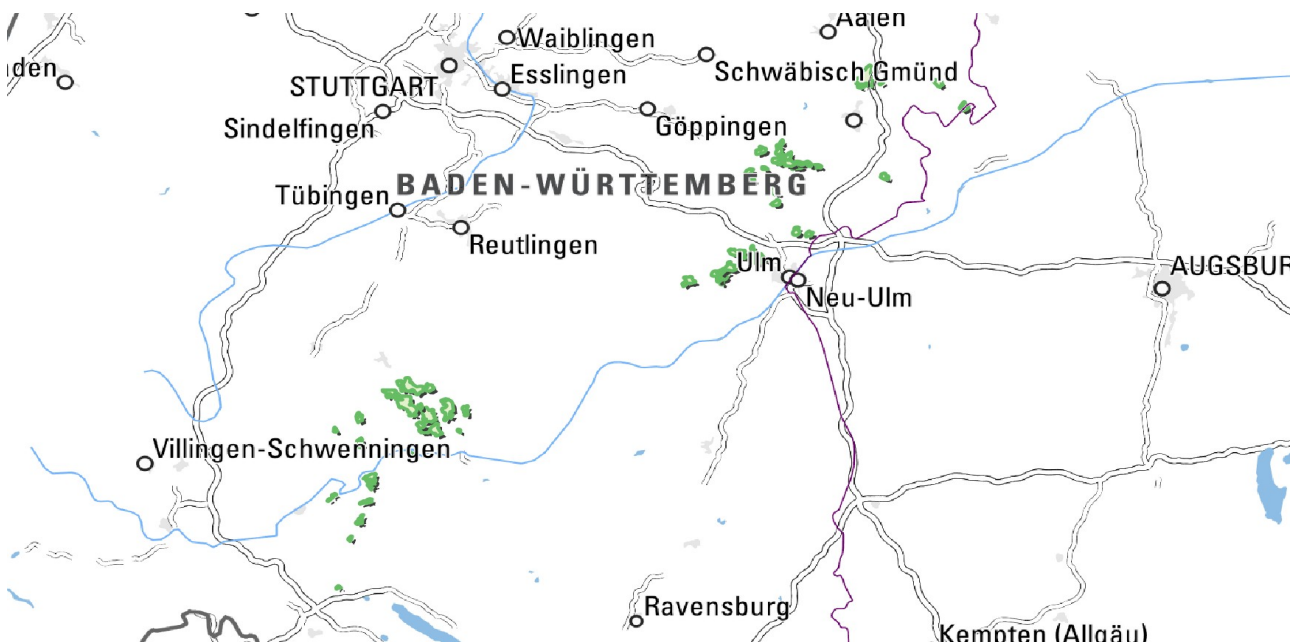 Aalen
Waiblingen
den
Esslingen
Schwäbisch Gmünd
STUTTGART
Sindelfingen
Göppingen
Tübingen
BADEN-WÜRTTEMBERG
Reutlingen
Ulm
AUGSBUR
Neu-Ulm
Villingen-Schwenningen
Ravensburg
Kempten (Allgäu)